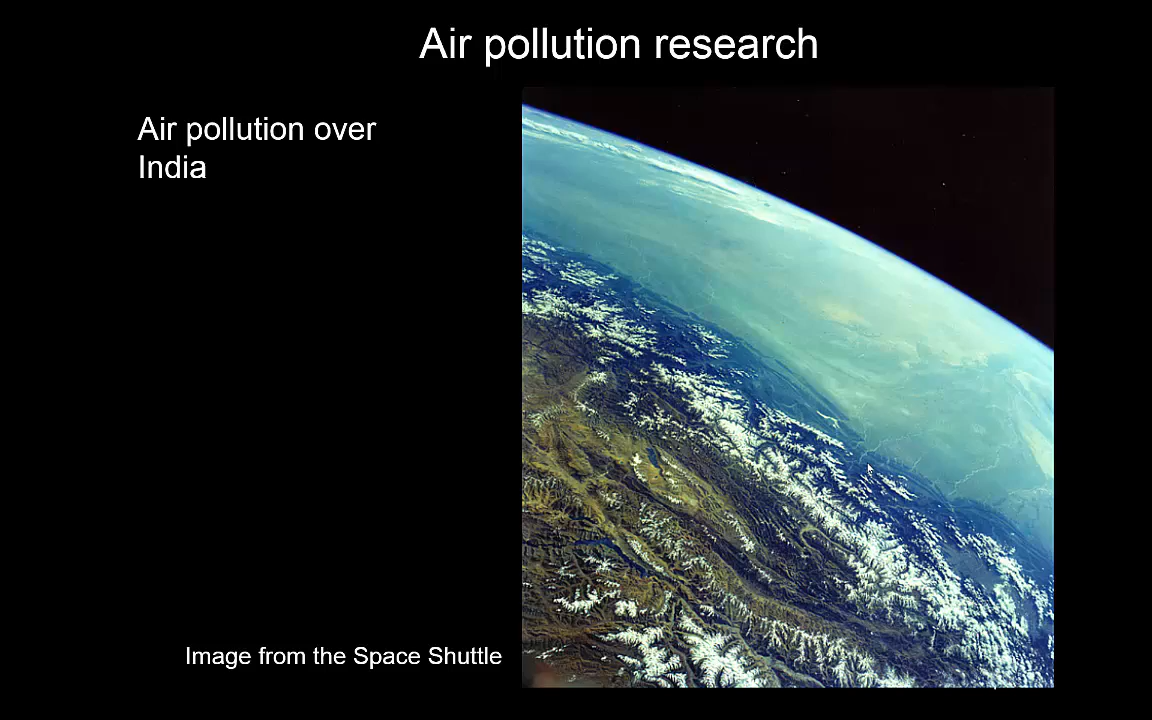 Air pollution research
Air pollution over
India
Image from the Space Shuttle